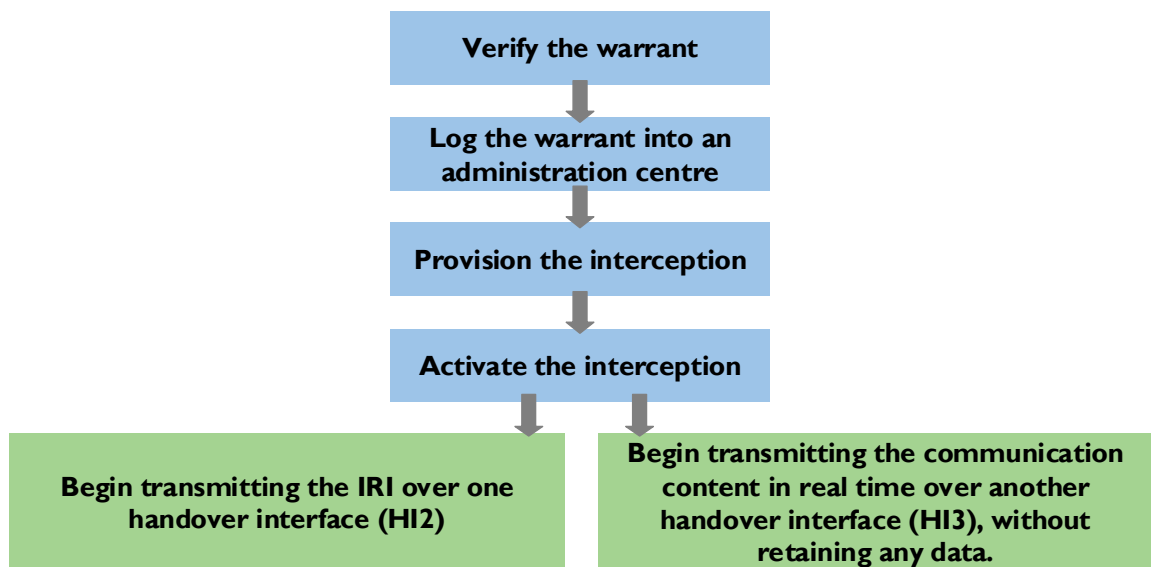 Verify the warrant
Log the warrant into an
administration centre
Provision the interception
Activate the interception
Begin transmitting the IRI over one
handover interface (HI2)
Begin transmitting the communication
content in real time over another
handover interface (HI3), without
retaining any data.